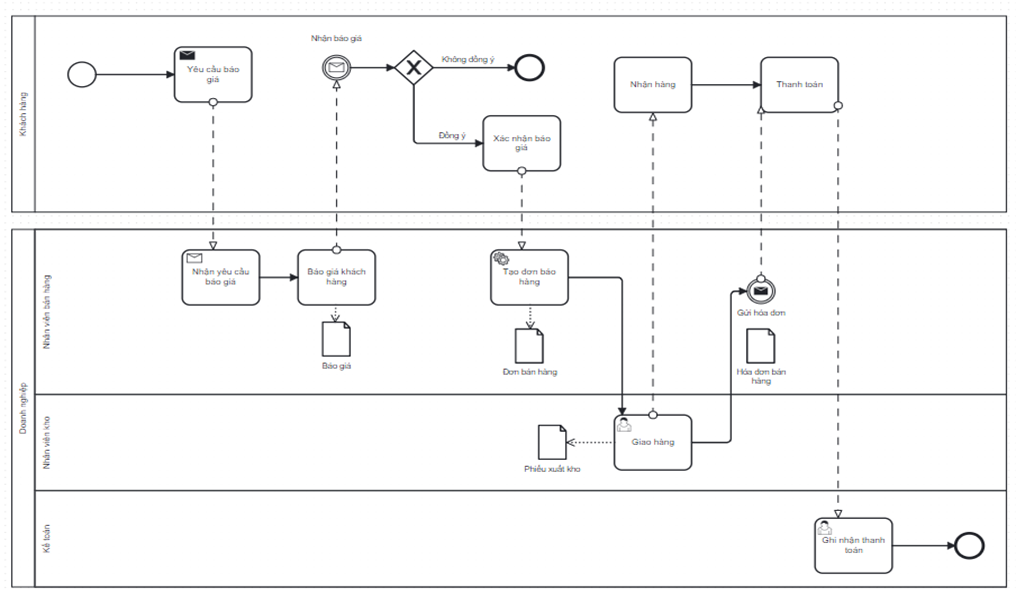 Khách hàng
Yêu cầu báo
giá
Nhận báo giá
Không đồng ý
Đồng ý
Xác nhận báo
giá
Nhận hàng
Thanh toán
Doanh nghiệp
Nhân viên bán hàng
Nhận yêu cầu
báo giá
Báo giá khách
hàng
Báo giá
Tạo đơn báo
hàng
Đơn bán hàng
Gửi hóa đơn
Hóa đơn bán
hàng
Nhân viên kho
Phiếu xuất kho
Giao hàng
Kế toán
Ghi nhận thanh
toán